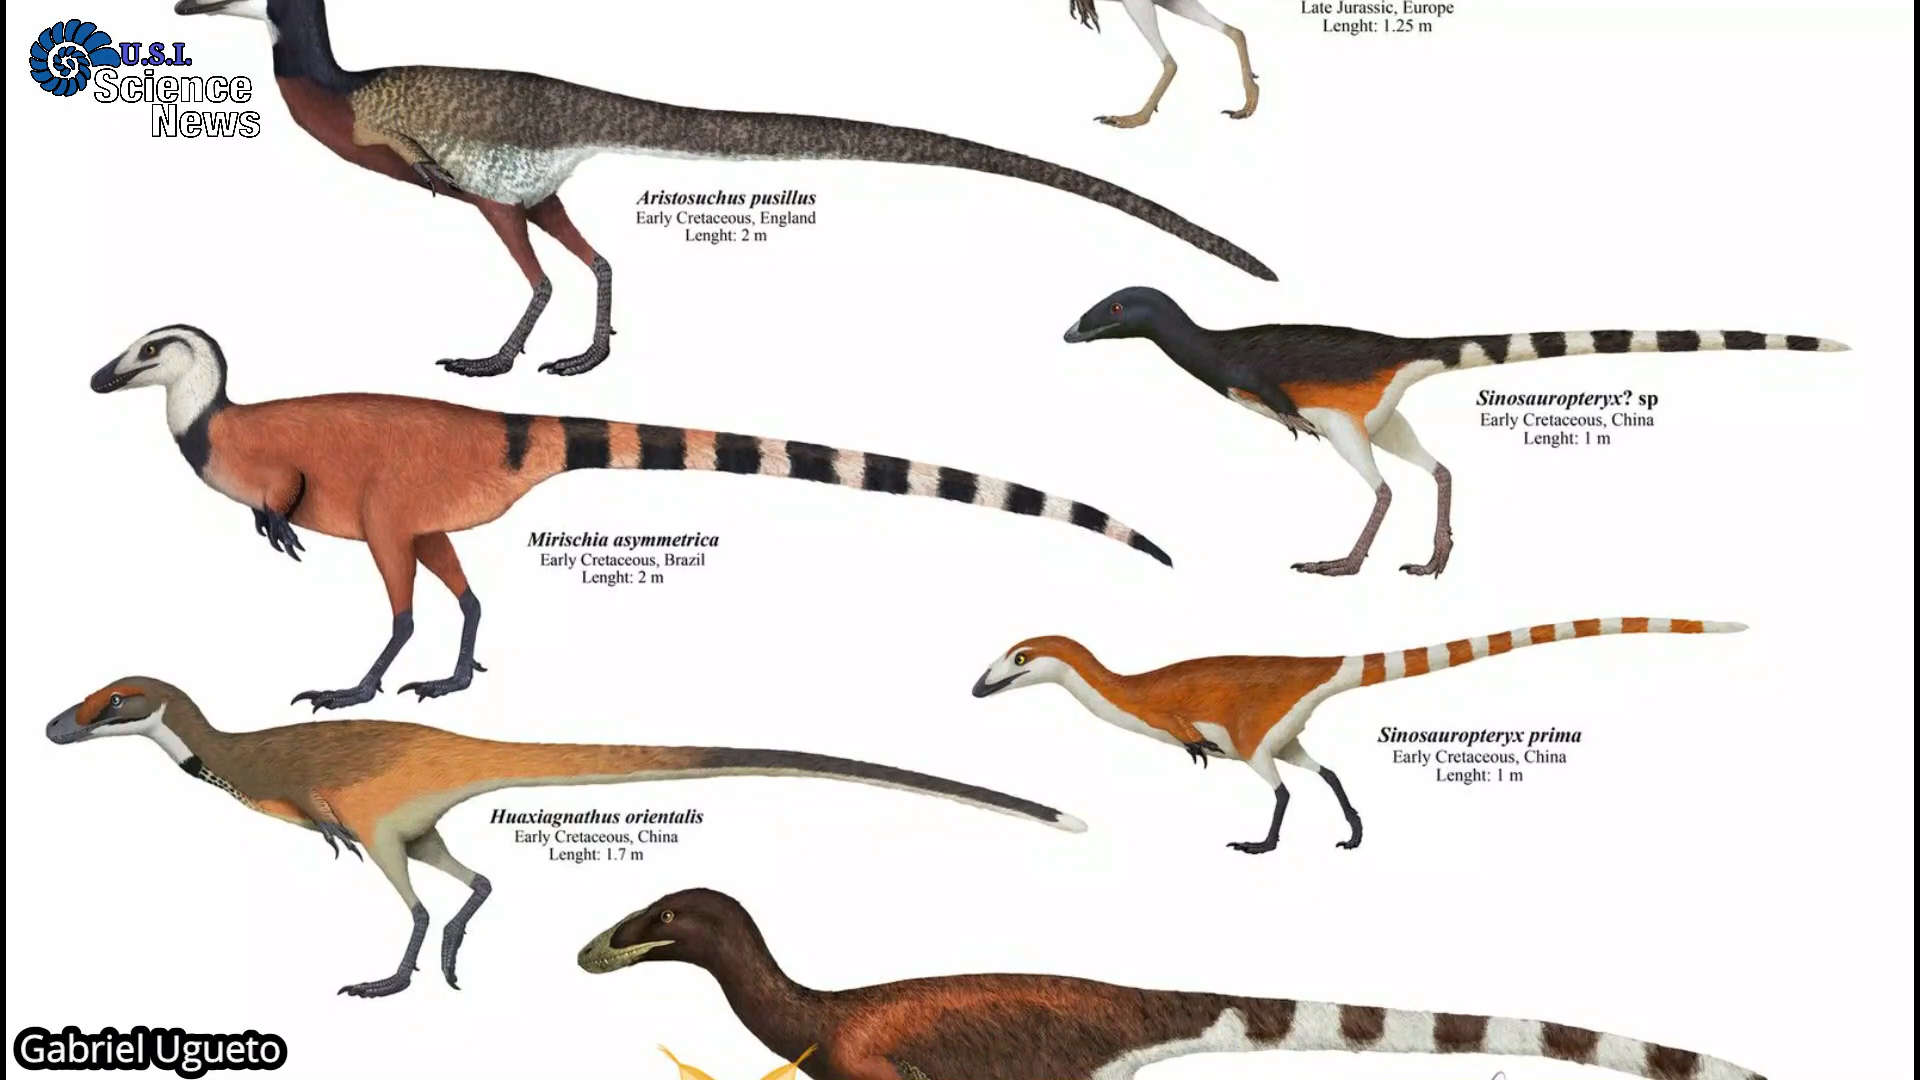 Late Jurassic, Europe
Lenght: 1.25 m
U.S.I.
Science
News
Aristosuchus pusillus
Early Cretaceous, England
Lenght: 2 m
Sinosauropteryx? sp
Early Cretaceous, China
Lenght: 1 m
Mirischia asymmetrica
Early Cretaceous, Brazil
Lenght: 2 m
Sinosauropteryx prima
Early Cretaceous, China
Lenght: 1 m
Huaxiagnathus orientalis
Early Cretaceous, China
Lenght: 1.7 m
Gabriel Ugueto